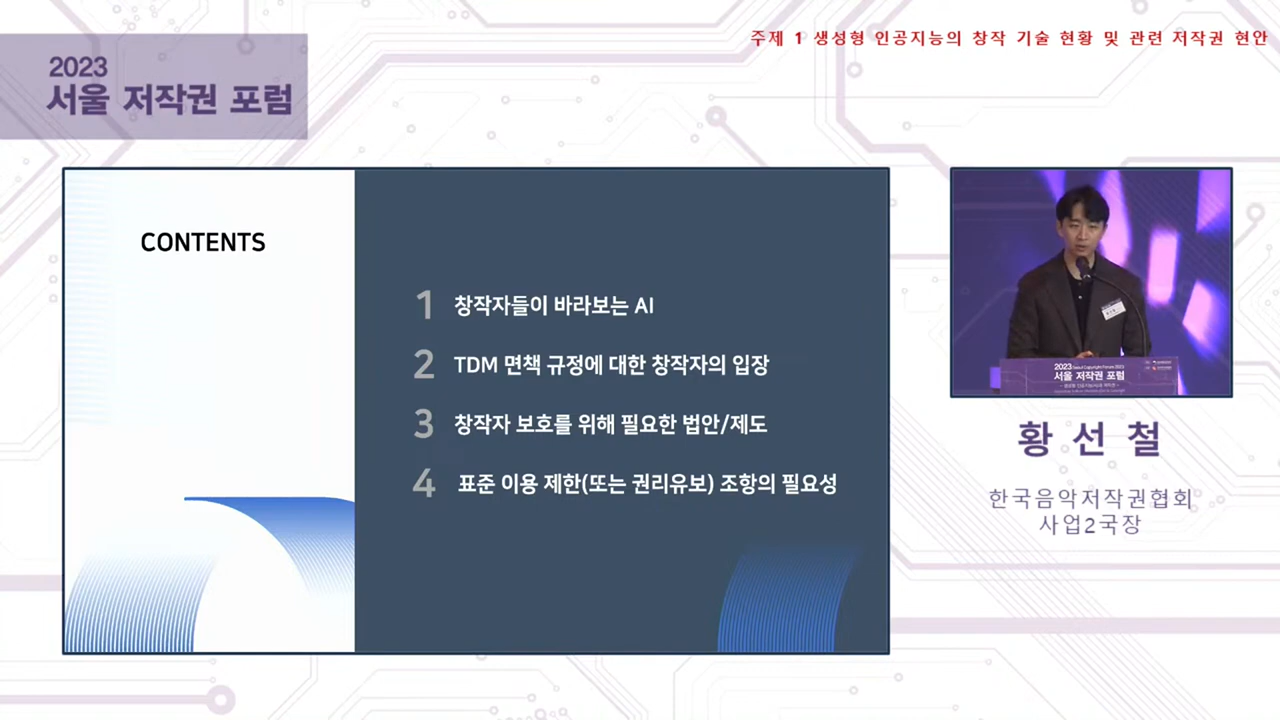 주제 1 생성형 인공지능의 창작 기술 현황 및 관련 저작권 현안
2023
서울 저작권 포럼
CONTENTS
1 창작자들이 바라보는 AI
2 TDM 면책 규정에 대한 창작자의 입장
3 창작자 보호를 위해 필요한 법안/제도
4 표준 이용 제한(또는 권리유보) 조항의 필요성
2023 Seoul Copyright Forum 2023
서울 저작권 포럼
황선철
한국음악저작권협회
사업2국장